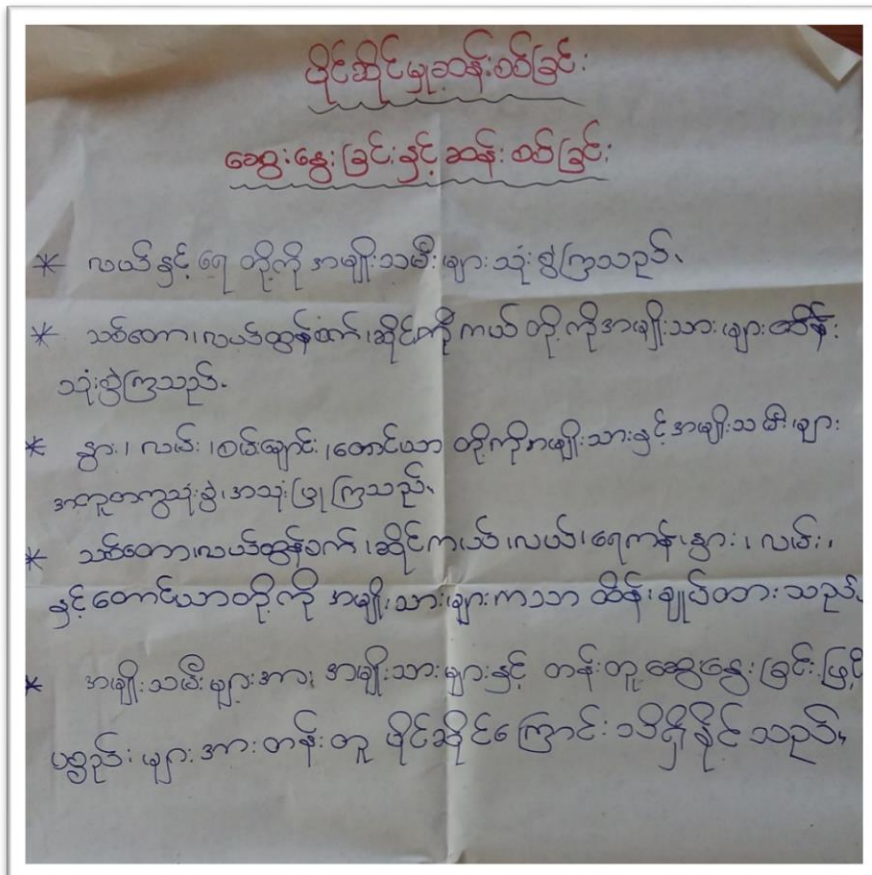 ပိုင်ဆိုင်မှုဆန်းစစ်ခြင်း
ဆွေးနွေးခြင်းနှင့် ဆန်းစစ်ခြင်း
* လယ်နှင့် ရေ တို့ကို အမျိုးသမီးများ သုံးစွဲကြသည်။
* သစ်တော၊ လယ်ထွန်စက်၊ ဆိုင်ကယ် တို့ကို အမျိုးသားများ
သုံးစွဲကြသည်။
* နွား၊ လမ်း၊ စမ်းချောင်း၊ တောင်ယာ တို့ကို အမျိုးသားနှင့် အမျိုးသမီးများ
အတူတကွသုံးစွဲ၊ အသုံးပြုကြသည်။
* သစ်တော၊ လယ်ထွန်စက်၊ ဆိုင်ကယ်၊ လယ်၊ ရေကန်၊ နွား၊ လမ်း၊
နှင့် တောင်ယာတို့ကို အမျိုးသားများကသာ ထိန်းချုပ်ထားသည်။
* အမျိုးသမီးများအား အမျိုးသားများနှင့် တန်းတူ ဆွေးနွေးခြင်းဖြင့်
ပစ္စည်းများအား တန်းတူ ပိုင်ဆိုင်ကြောင်း သိရှိနိုင်သည်။